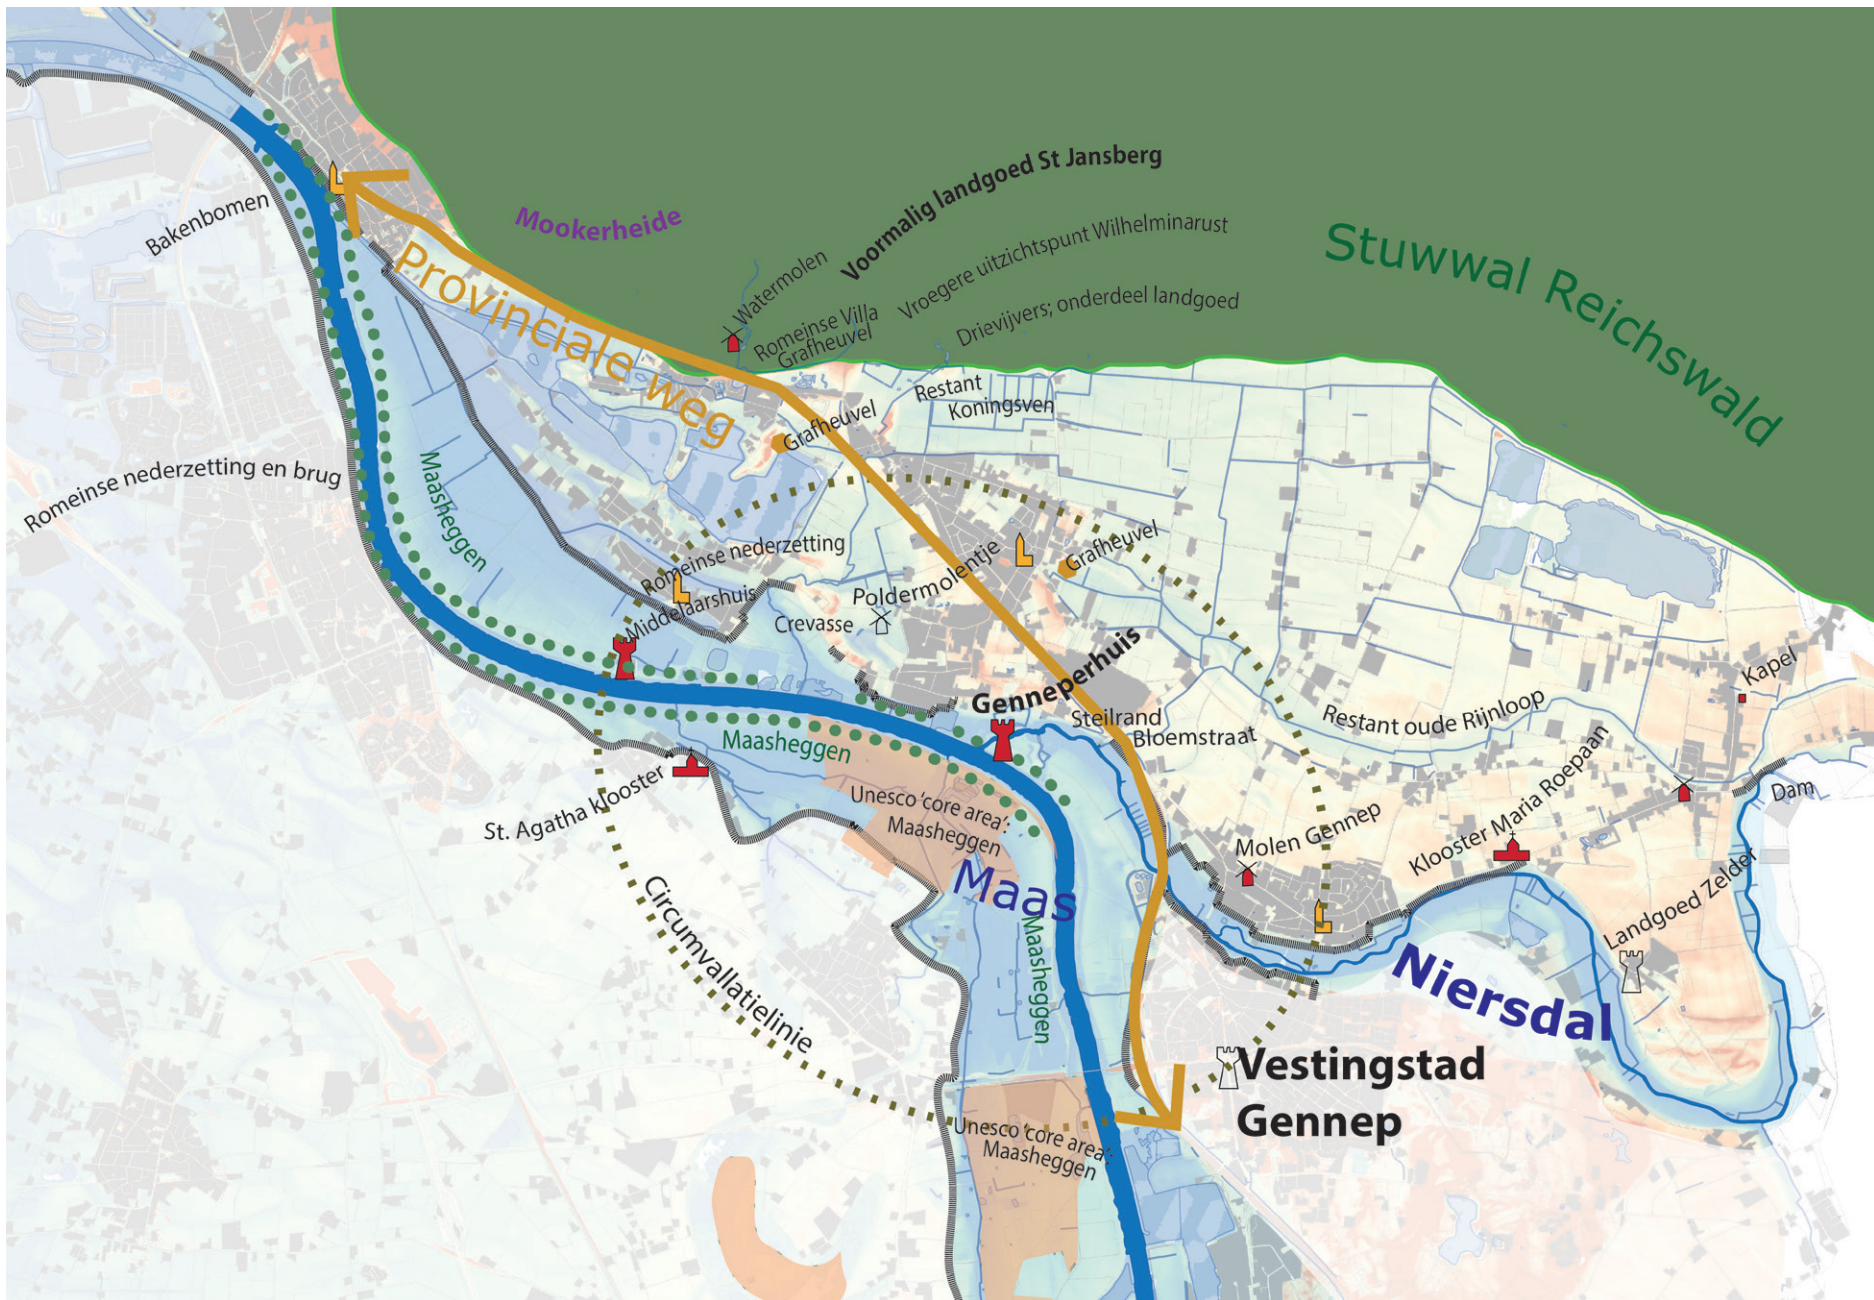 Bakenbomen
Mookerheide
Voormalig landgoed St Jansberg
Watermolen
Romeinse Villa
Grafheuvel
Vroegere uitzichtspunt Wilhelminarust
Drievijvers; onderdeel landgoed
Stuwwal Reichswald
Provinciale weg
Restant
Koningsven
Grafheuvel
Romeinse nederzetting en brug
Maasheggen
Romeinse nederzetting
Middelaarshuis
Poldermolentje
Grafheuvel
Crevasse
Genneperhuis
Steilrand
Bloemstraat
Restant oude Rijnloop
Kapel
Dam
Maasheggen
St. Agatha klooster
Unesco 'core area':
Maasheggen
Maas
Molen Gennep
Klooster Maria Roepaan
Landgoed Zelder
Circumvallatielinie
Maasheggen
Niersdal
Vestingstad
Gennep
Unesco 'core area':
Maasheggen